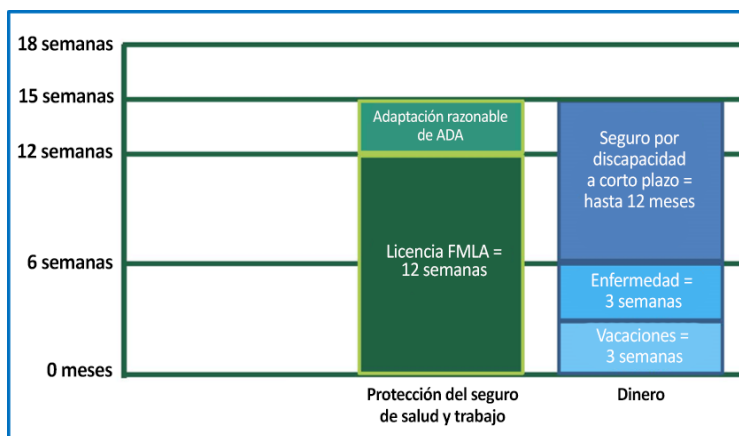 18 semanas
15 semanas
12 semanas
6 semanas
0 meses
Adaptación razonable
de ADA
Licencia FMLA =
12 semanas
Seguro por
discapacidad
a corto plazo =
hasta 12 meses
Enfermedad =
3 semanas
Vacaciones =
3 semanas
Protección del seguro
de salud y trabajo
Dinero